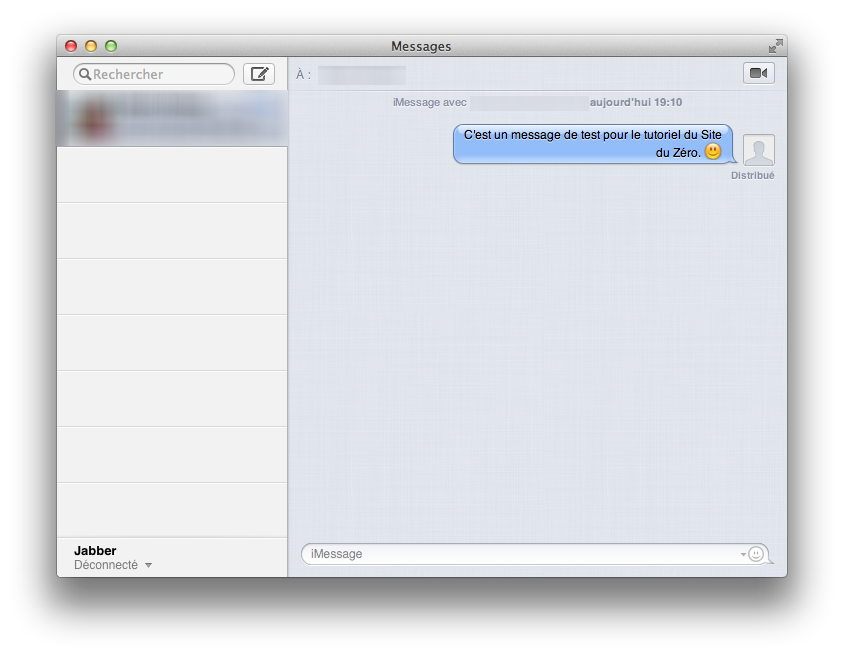 Messages
Rechercher
À :
iMessage avec aujourd'hui 19:10
C'est un message de test pour le tutoriel du Site
du Zéro.
Distribué
iMessage
Jabber
Déconnecté